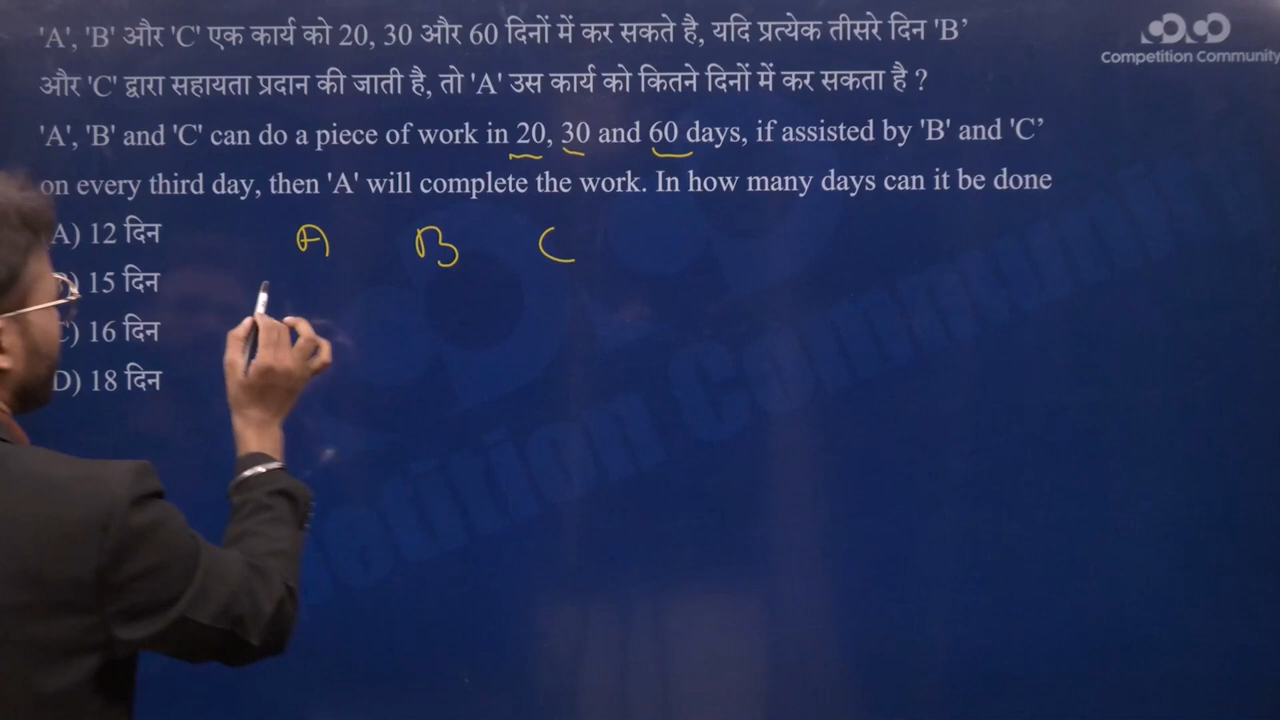 'A', 'B' और 'C' एक कार्य को 20, 30 और 60 दिनों में कर सकते है, यदि प्रत्येक तीसरे दिन 'B'
और 'C' द्वारा सहायता प्रदान की जाती है, तो 'A' उस कार्य को कितने दिनों में कर सकता है ?
'A', 'B' and 'C' can do a piece of work in 20, 30 and 60 days, if assisted by 'B' and 'C'
on every third day, then 'A' will complete the work. In how many days can it be done
A) 12 दिन
) 15 दिन
C) 16 दिन
D) 18 दिन
A B C
Competition Community